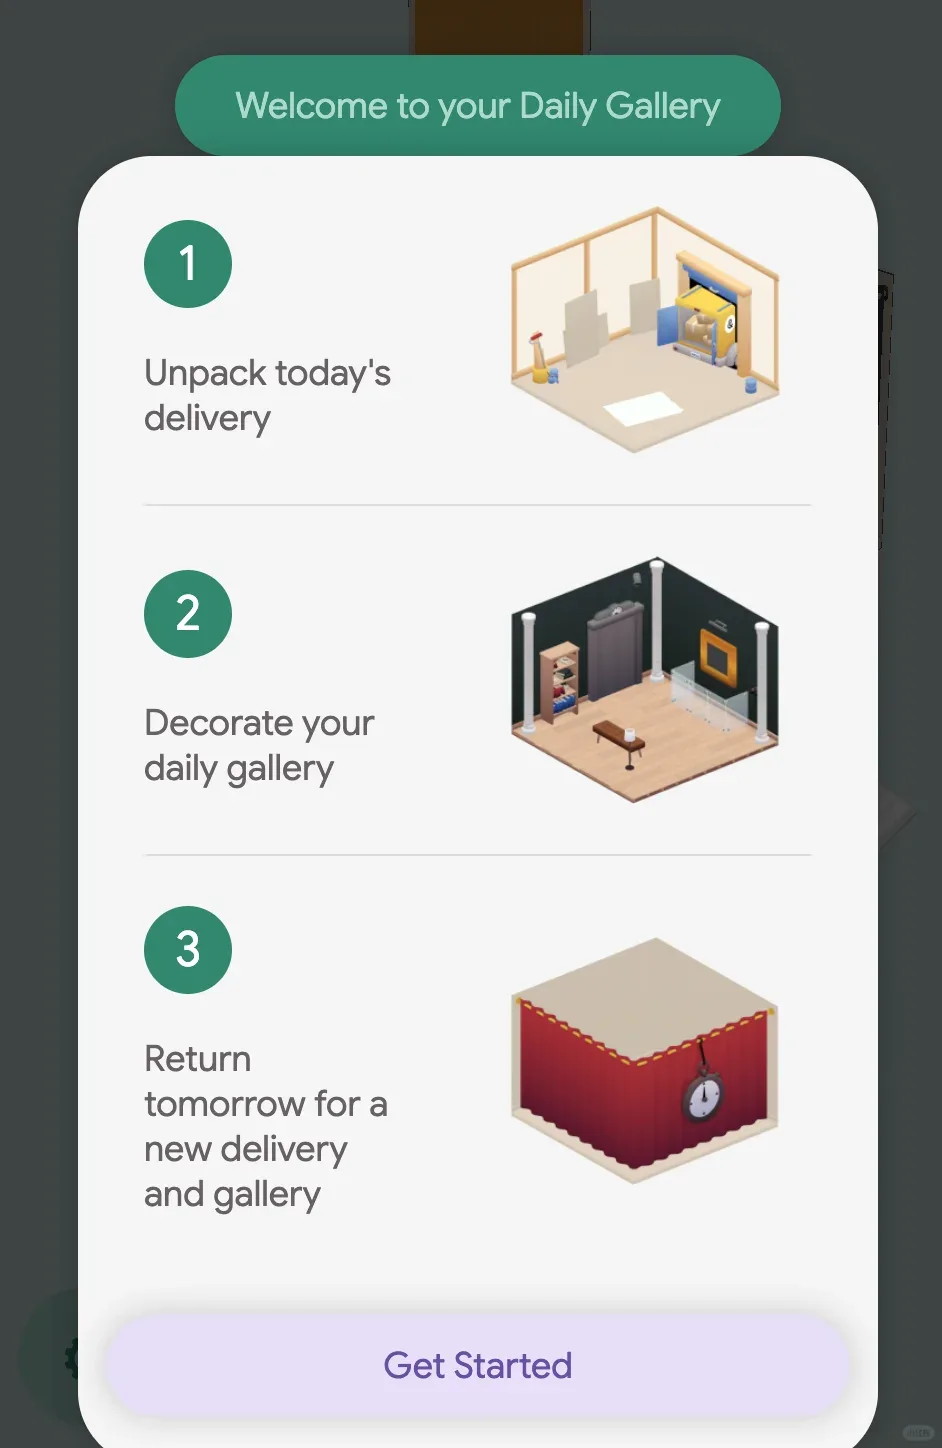 Welcome to your Daily Gallery
1
Unpack today's
delivery
2
Decorate your
daily gallery
3
Return
tomorrow for a
new delivery
and gallery
Get Started